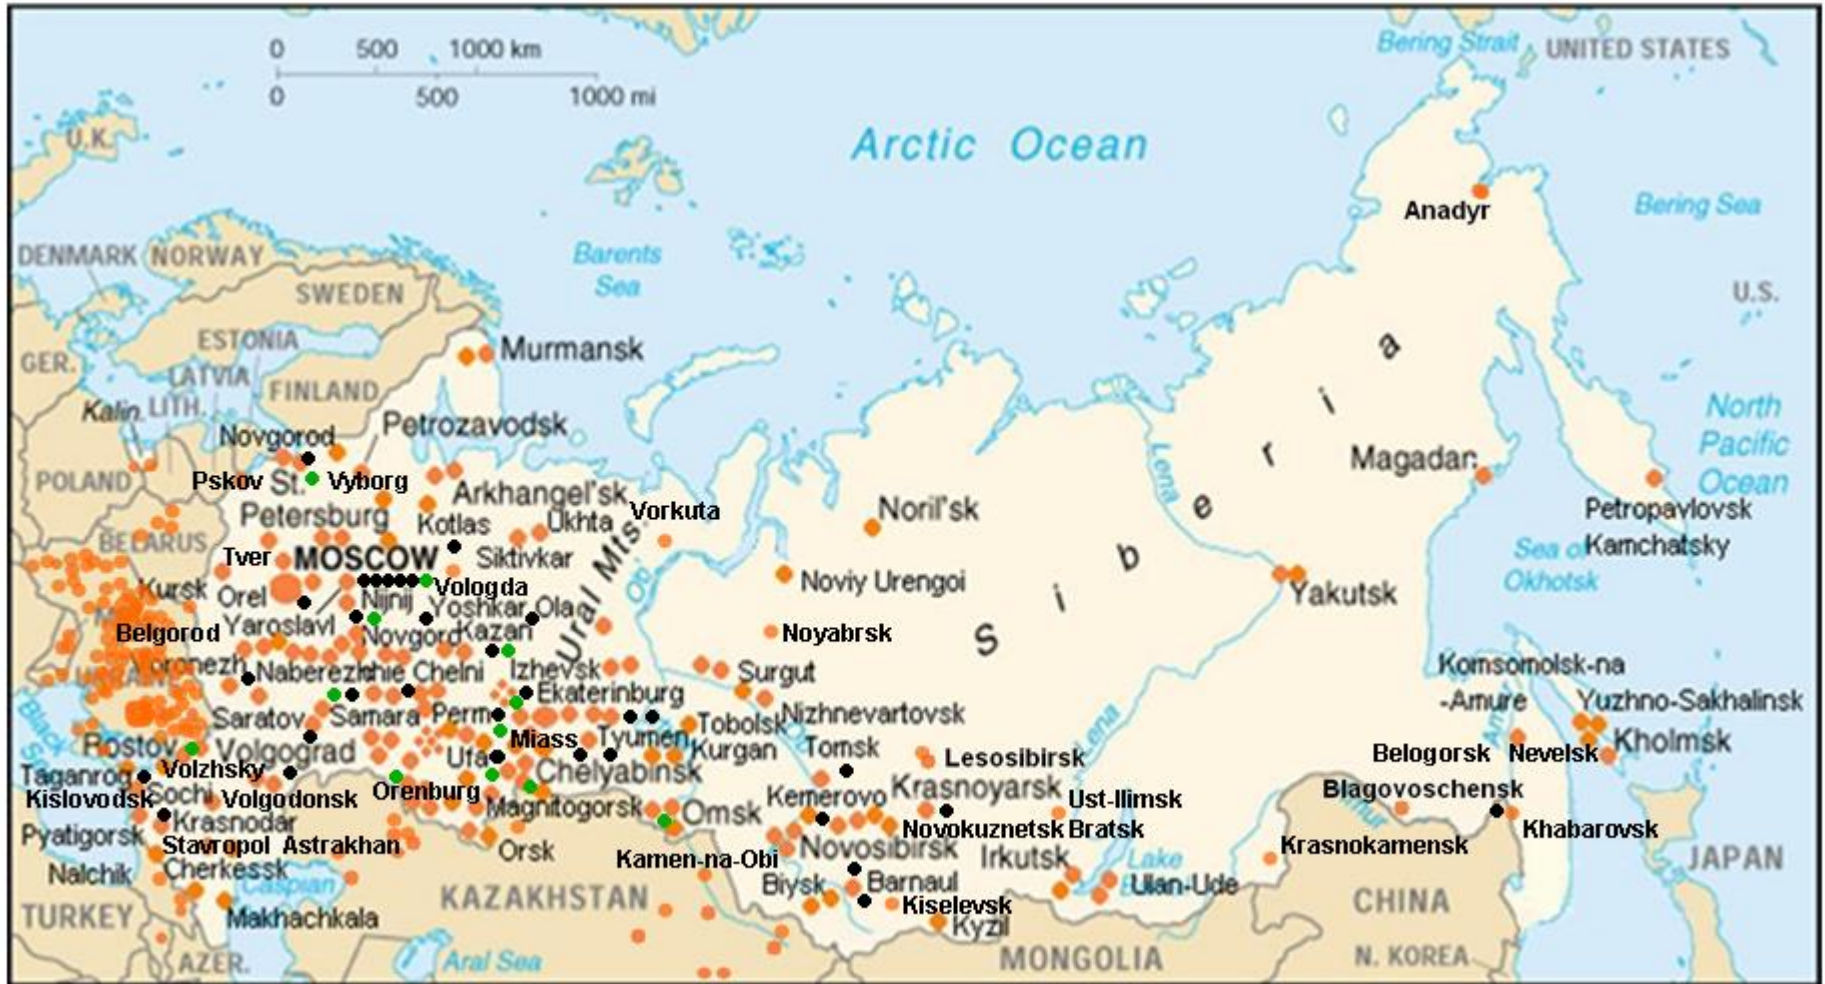 0 500 1000 km
0 500 1000 mi
Bering Strait
UNITED STATES
U.K.
Arctic Ocean
Anadyr
Bering Sea
DENMARK NORWAY
Barents
Sea
SWEDEN
U.S.
ESTONIA
Murmansk
GER.
LATVIA
FINLAND
a
i
r
e
b
i
S
Kalin.
LITH.
Petrozavodsk
North
Pacific
Ocean
Novgorod
Lena
Magadan
POLAND
Pskov
St.
Petersburg
Vyborg
Arkhangel'sk
Vorkuta
Noril'sk
Petropavlovsk
Kamchatsky
Kotlas
Ukhta
BELARUS
Tver
MOSCOW
Siktivkar
Ural Mts.
Ob
Sea of
Okhotsk
Kursk
Orel
Vologda
Noviy Urengoi
Yakutsk
Nijnij
Novgord
Yoshkar Ola
Belgorod
Yaroslavl
Kazan
Noyabrsk
Voronezh
Naberezhnie Chelni
Izhevsk
Surgut
Komsomolsk-na
-Amure
UKRAINE
Ekaterinburg
Yuzhno-Sakhalinsk
Saratov
Samara
Perm
Nizhnevartovsk
Lena
Black
Tobolsk
Rostov
Volgograd
Ufa
Miass
Tyumen
Kurgan
Tomsk
Lesosibirsk
Belogorsk
Nevelsk
Kholmsk
Taganrog
Volzhsky
Chelyabinsk
Krasnoyarsk
Blagovoschensk
Kislovodsk
Sochi
Volgodonsk
Orenburg
Magnitogorsk
Omsk
Kemerovo
Ust-Ilimsk
Pyatigorsk
Krasnodar
Novokuznetsk
Bratsk
Khabarovsk
Stavropol
Astrakhan
Orsk
Kamen-na-Obi
Novosibirsk
Irkutsk
Lake
Krasnokamensk
JAPAN
Nalchik
Cherkessk
Caspian
KAZAKHSTAN
Biysk
Barnaul
Ulan-Ude
TURKEY
Makhachkala
Kiselevsk
Kyzil
CHINA
AZER.
Aral Sea
MONGOLIA
N. KOREA